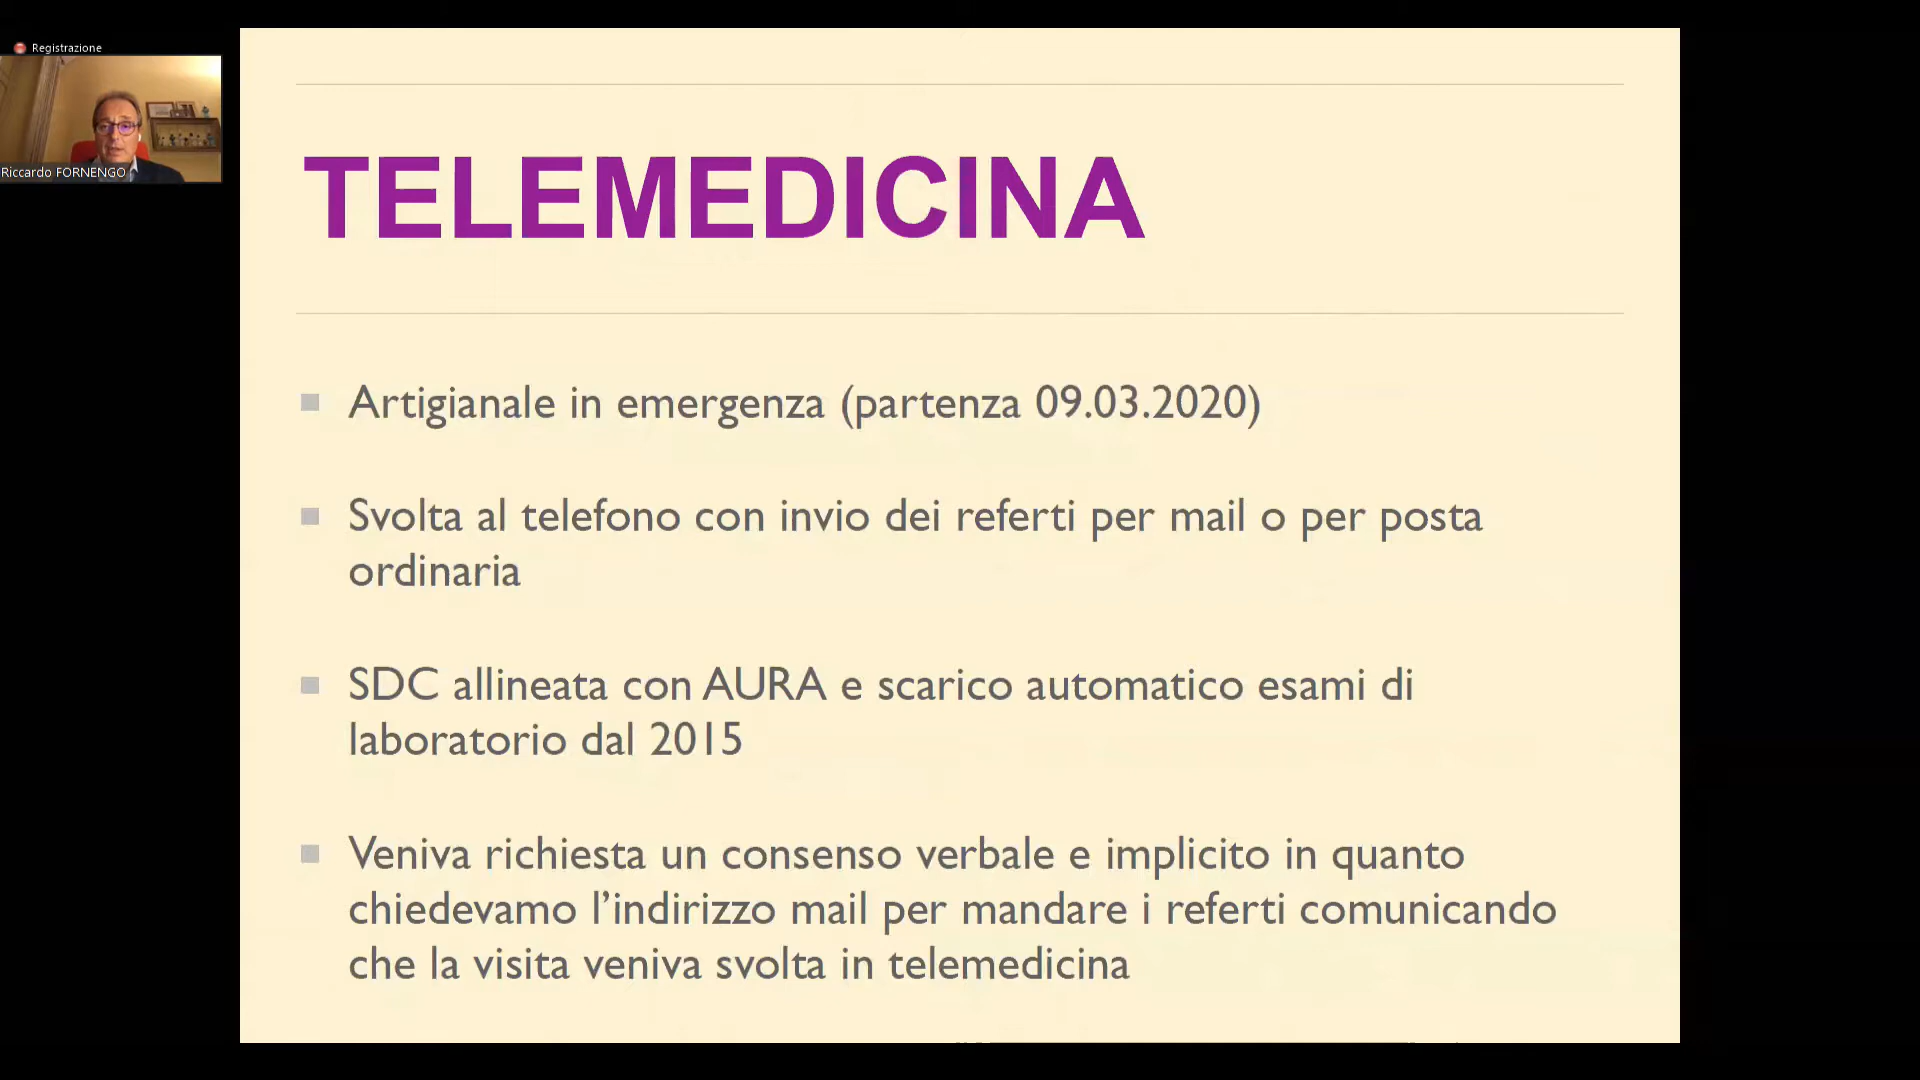 Registrazione
Riccardo FORNENGO
TELEMEDICINA
Artigianale in emergenza (partenza 09.03.2020)
Svolta al telefono con invio dei referti per mail o per posta
ordinaria
SDC allineata con AURA e scarico automatico esami di
laboratorio dal 2015
Veniva richiesta un consenso verbale e implicito in quanto
chiedevamo l’indirizzo mail per mandare i referti comunicando
che la visita veniva svolta in telemedicina